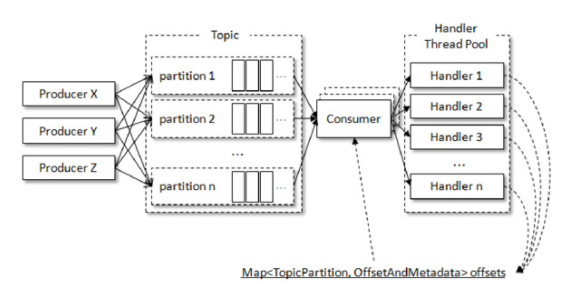 Topic
Handler
Thread Pool
Producer X
Producer Y
Producer Z
partition 1
...
partition 2
...
...
partition n
...
Consumer
Handler 1
Handler 2
Handler 3
...
Handler n
Map<TopicPartition, OffsetAndMetadata> offsets